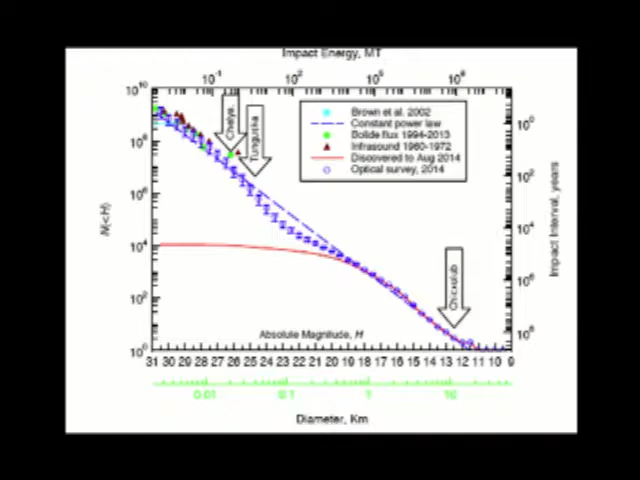 Impact Energy, MT
10⁻¹ 10²
Brown et al. 2002
Constant power law
Bolide flux 1994-2013
Infrasound 1960-1972
Discovered to Aug 2014
Optical survey, 2014
Chelya.
Tunguska
Chicxulub
10¹⁰
10⁸
10⁶
10⁴
10²
10⁰
N(<H)
10⁰
10²
10⁴
10⁶
10⁸
Impact Interval, years
Absolute Magnitude, H
31 30 29 28 27 26 25 24 23 22 21 20 19 18 17 16 15 14 13 12 11 10 9
0.01 0.1 1 10
Diameter, Km